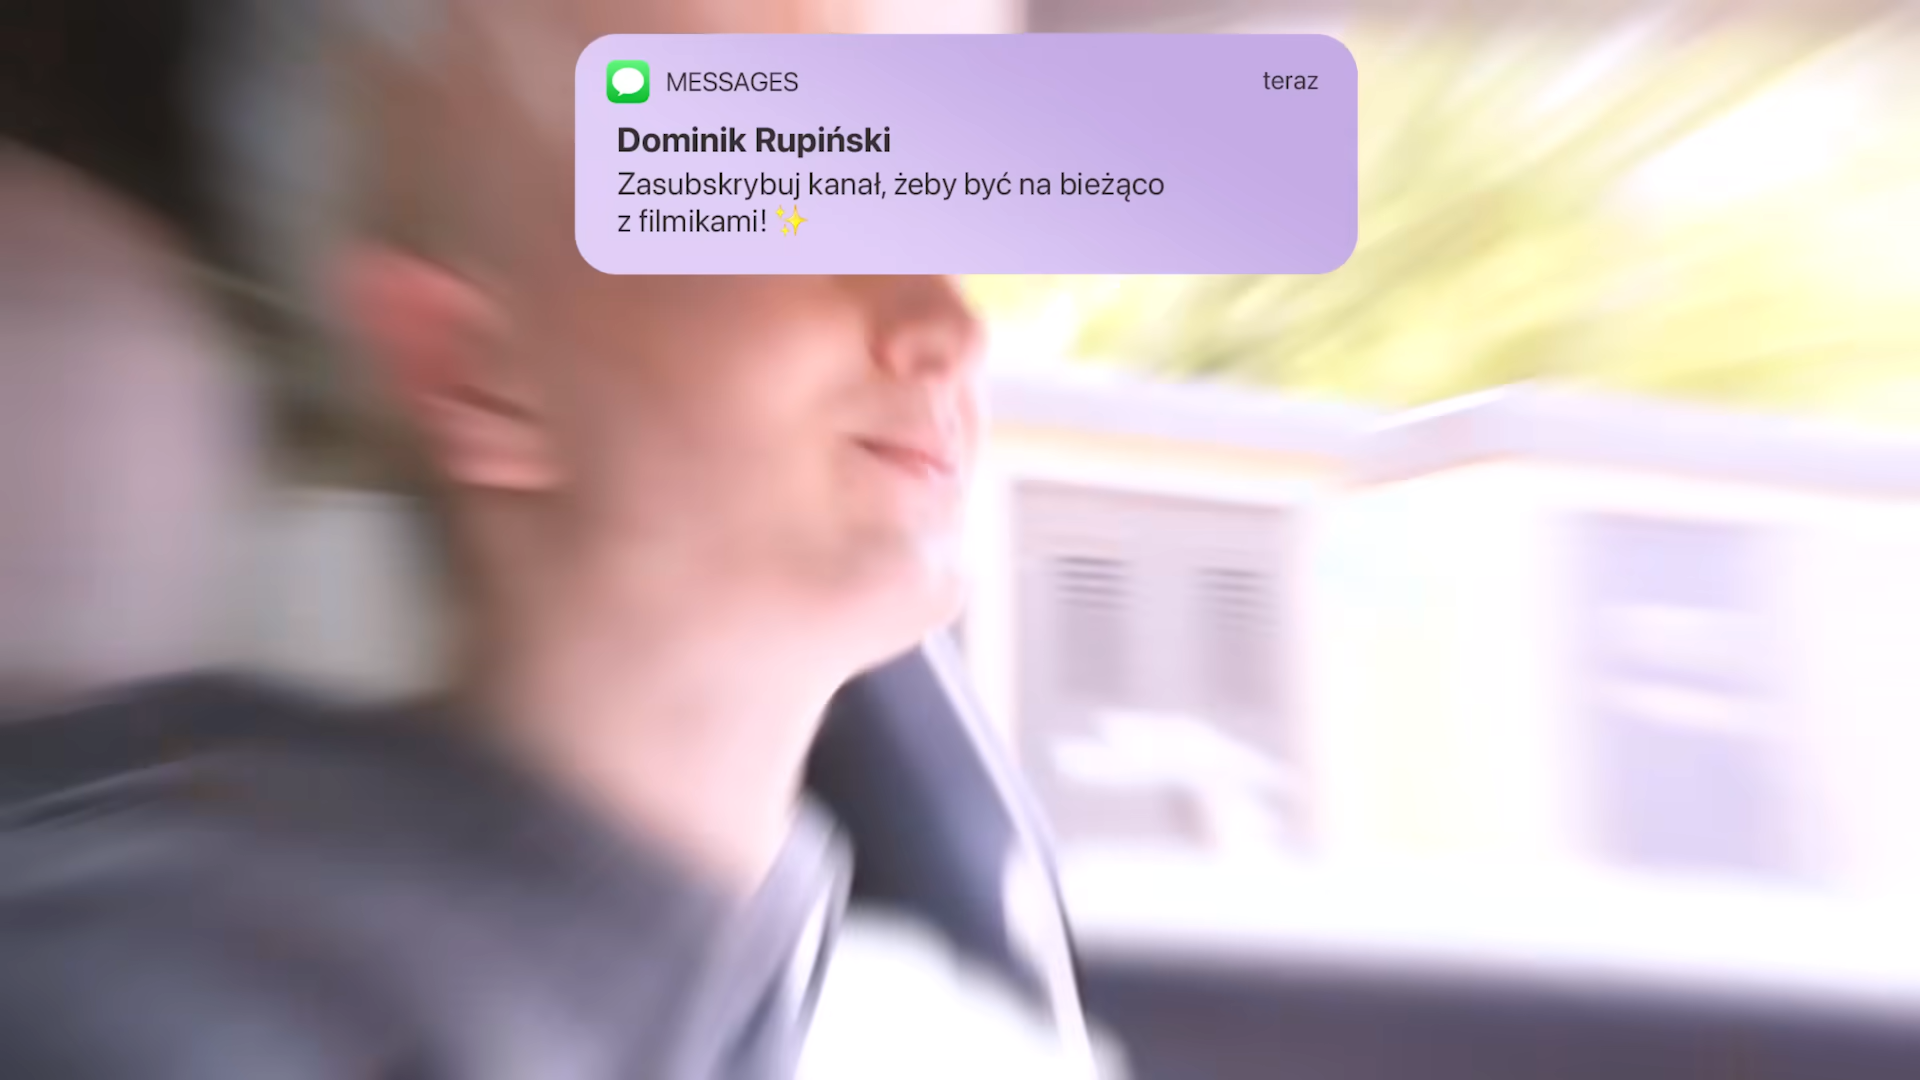 MESSAGES teraz
Dominik Rupiński
Zasubskrybuj kanał, żeby być na bieżąco
z filmikami! ✨